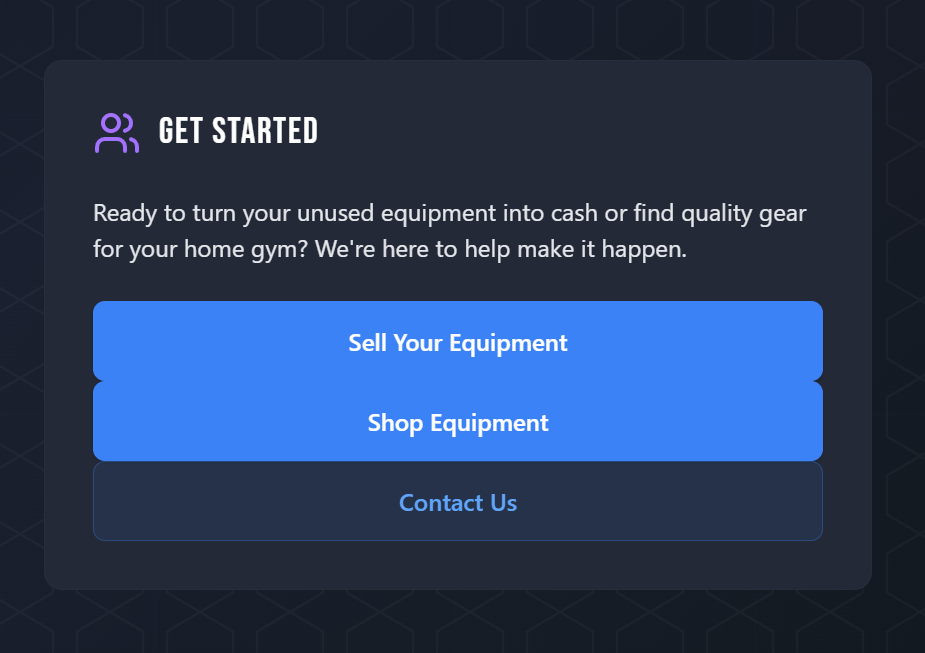 GET STARTED
Ready to turn your unused equipment into cash or find quality gear
for your home gym? We're here to help make it happen.
Sell Your Equipment
Shop Equipment
Contact Us